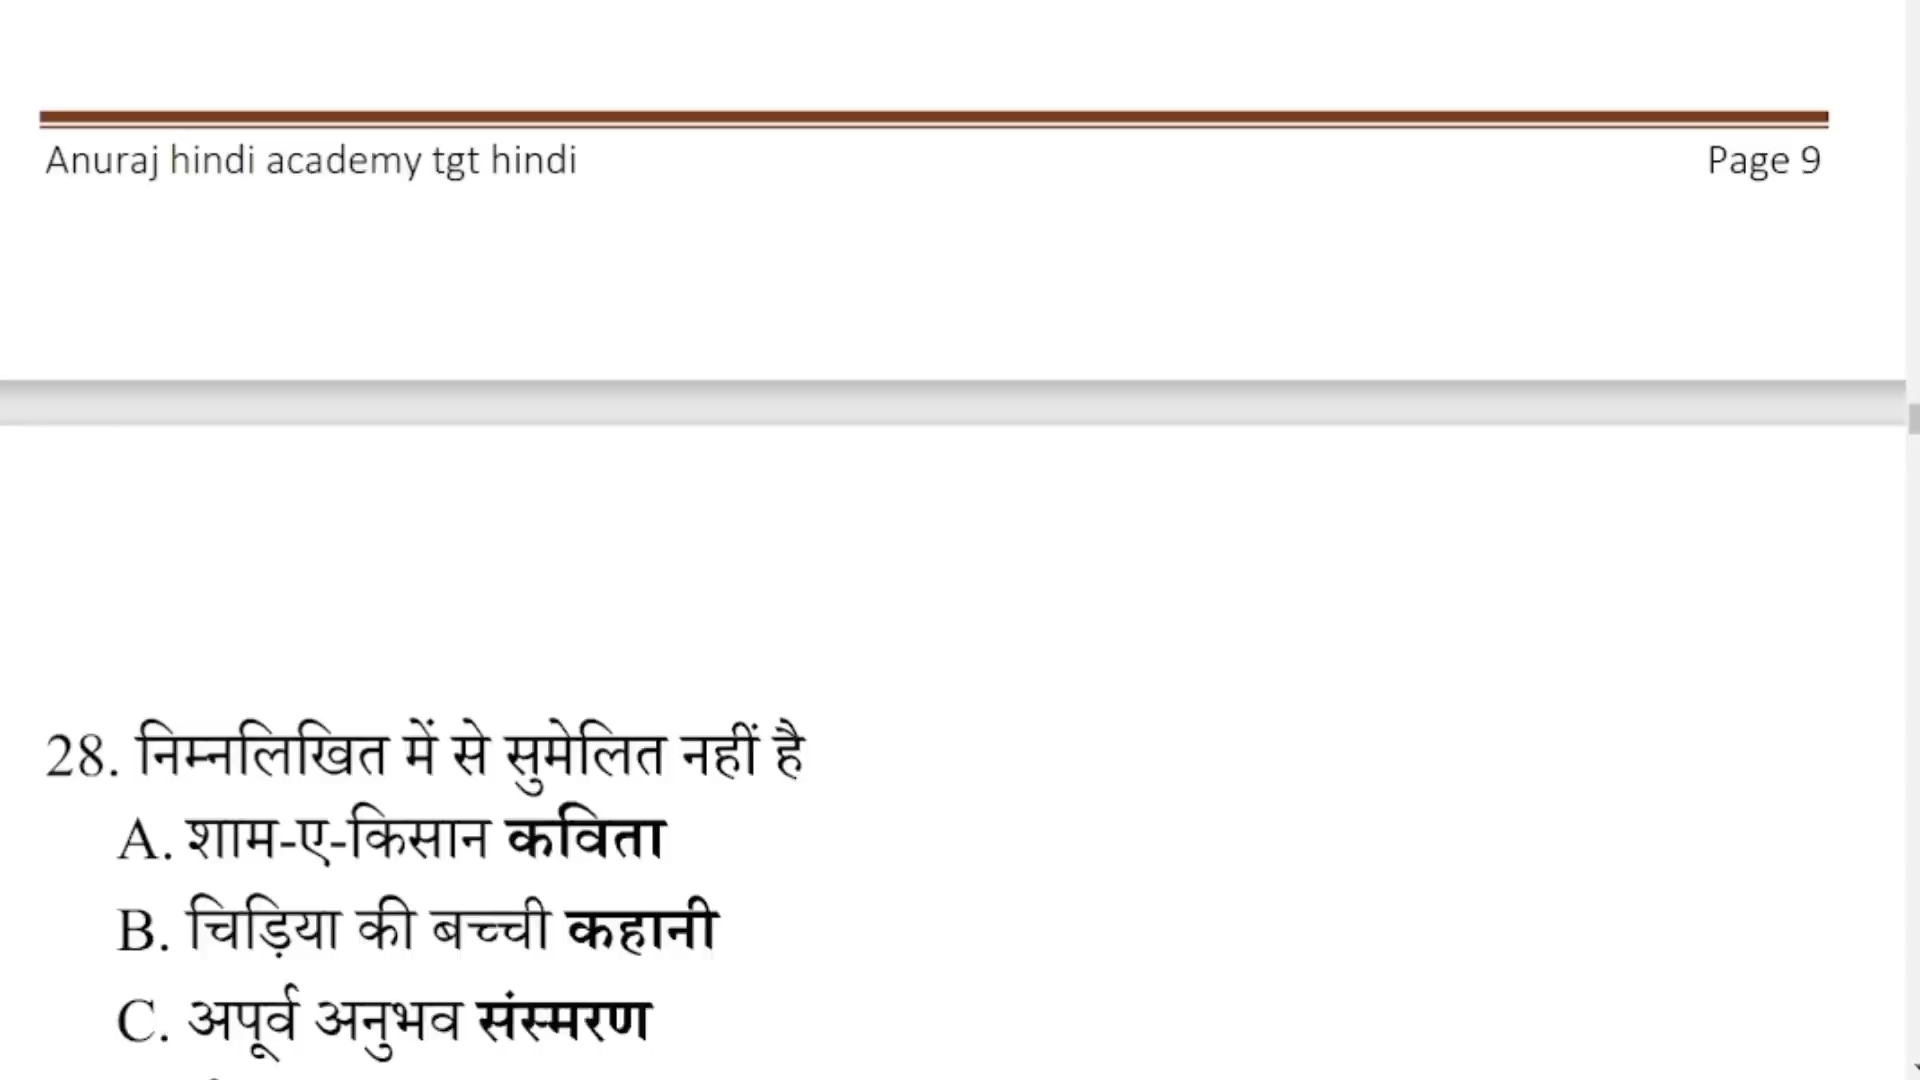 Anuraj hindi academy tgt hindi Page 9
28. निम्नलिखित में से सुमेलित नहीं है
A. शाम-ए-किसान कविता
B. चिड़िया की बच्ची कहानी
C. अपूर्व अनुभव संस्मरण